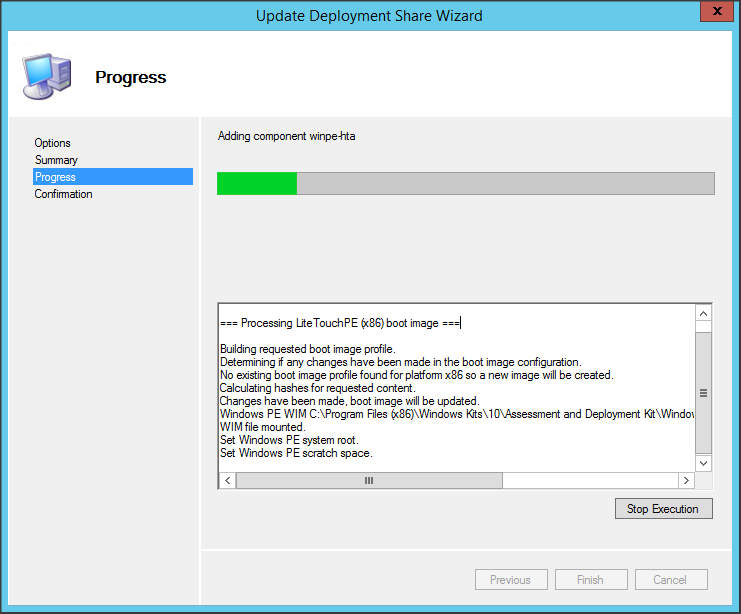 Update Deployment Share Wizard
Progress
Options
Summary
Progress
Confirmation
Adding component winpe-hta
=== Processing LiteTouchPE (x86) boot image ===
Building requested boot image profile.
Determining if any changes have been made in the boot image configuration.
No existing boot image profile found for platform x86 so a new image will be created.
Calculating hashes for requested content.
Changes have been made, boot image will be updated.
Windows PE WIM C:\Program Files (x86)\Windows Kits\10\Assessment and Deployment Kit\Window
WIM file mounted.
Set Windows PE system root.
Set Windows PE scratch space.
Stop Execution
Previous
Finish
Cancel